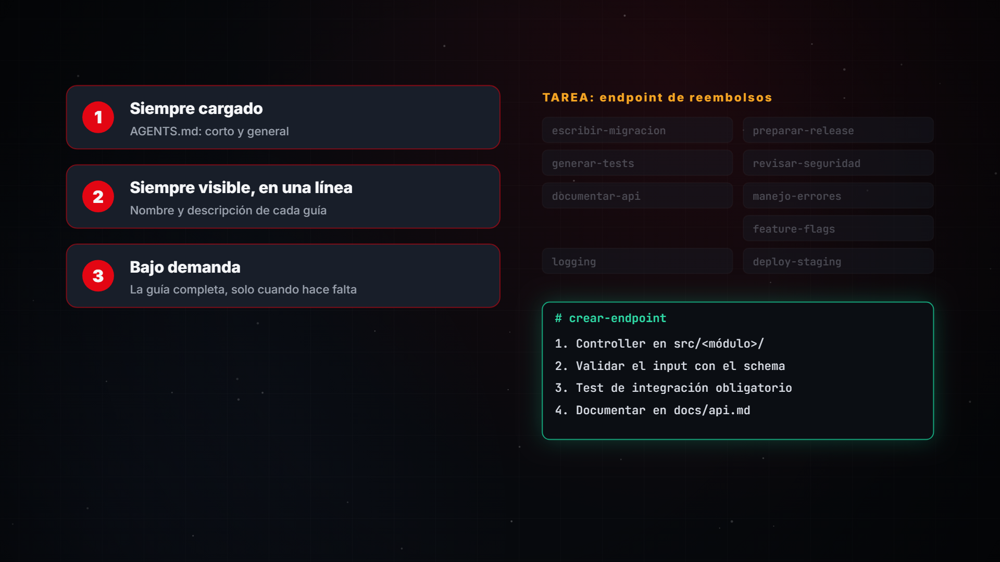 1
Siempre cargado
AGENTS.md: corto y general
2
Siempre visible, en una línea
Nombre y descripción de cada guía
3
Bajo demanda
La guía completa, solo cuando hace falta
TAREA: endpoint de reembolsos
escribir-migracion
preparar-release
generar-tests
revisar-seguridad
documentar-api
manejo-errores
feature-flags
logging
deploy-staging
# crear-endpoint
1. Controller en src/<módulo>/
2. Validar el input con el schema
3. Test de integración obligatorio
4. Documentar en docs/api.md